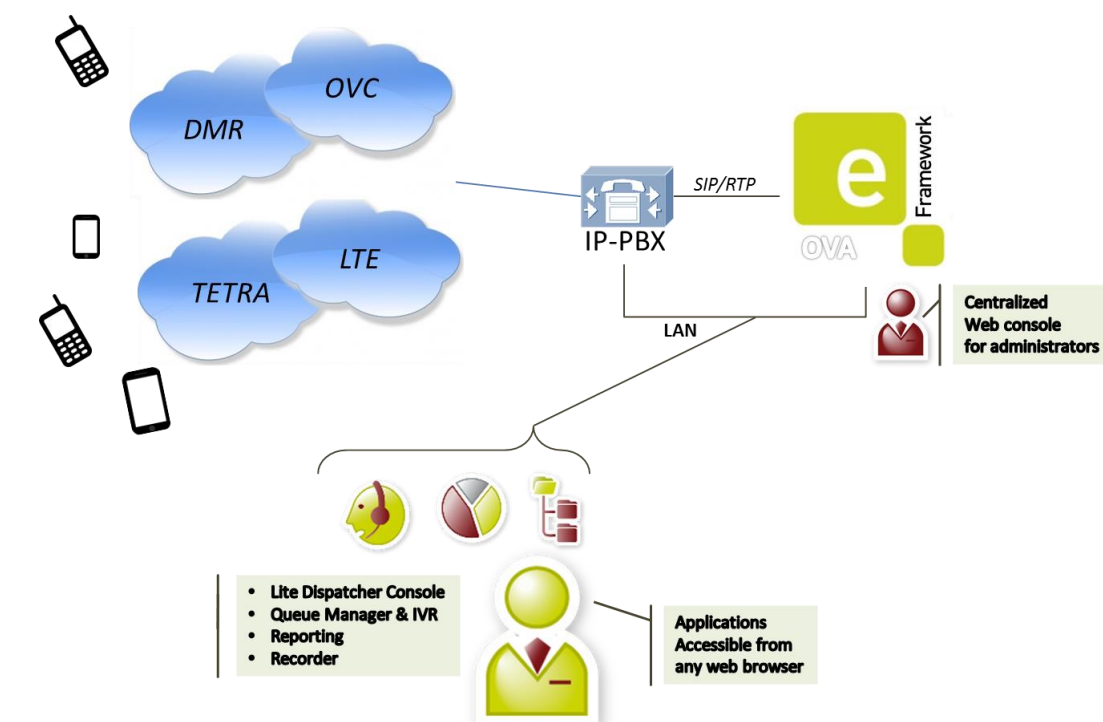 OVC
DMR
LTE
TETRA
IP-PBX
SIP/RTP
e
Framework
OVA
Centralized
Web console
for administrators
LAN
• Lite Dispatcher Console
• Queue Manager & IVR
• Reporting
• Recorder
Applications
Accessible from
any web browser